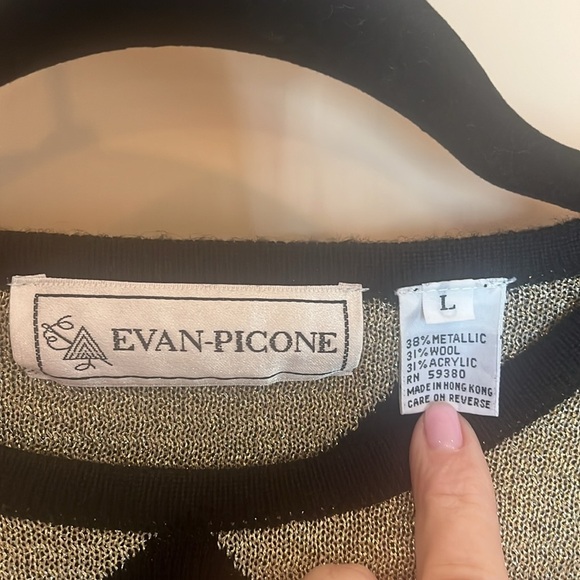 EVAN-PICONE
L
38% METALLIC
31% WOOL
31% ACRYLIC
RN 59380
MADE IN HONG KONG
CARE ON REVERSE